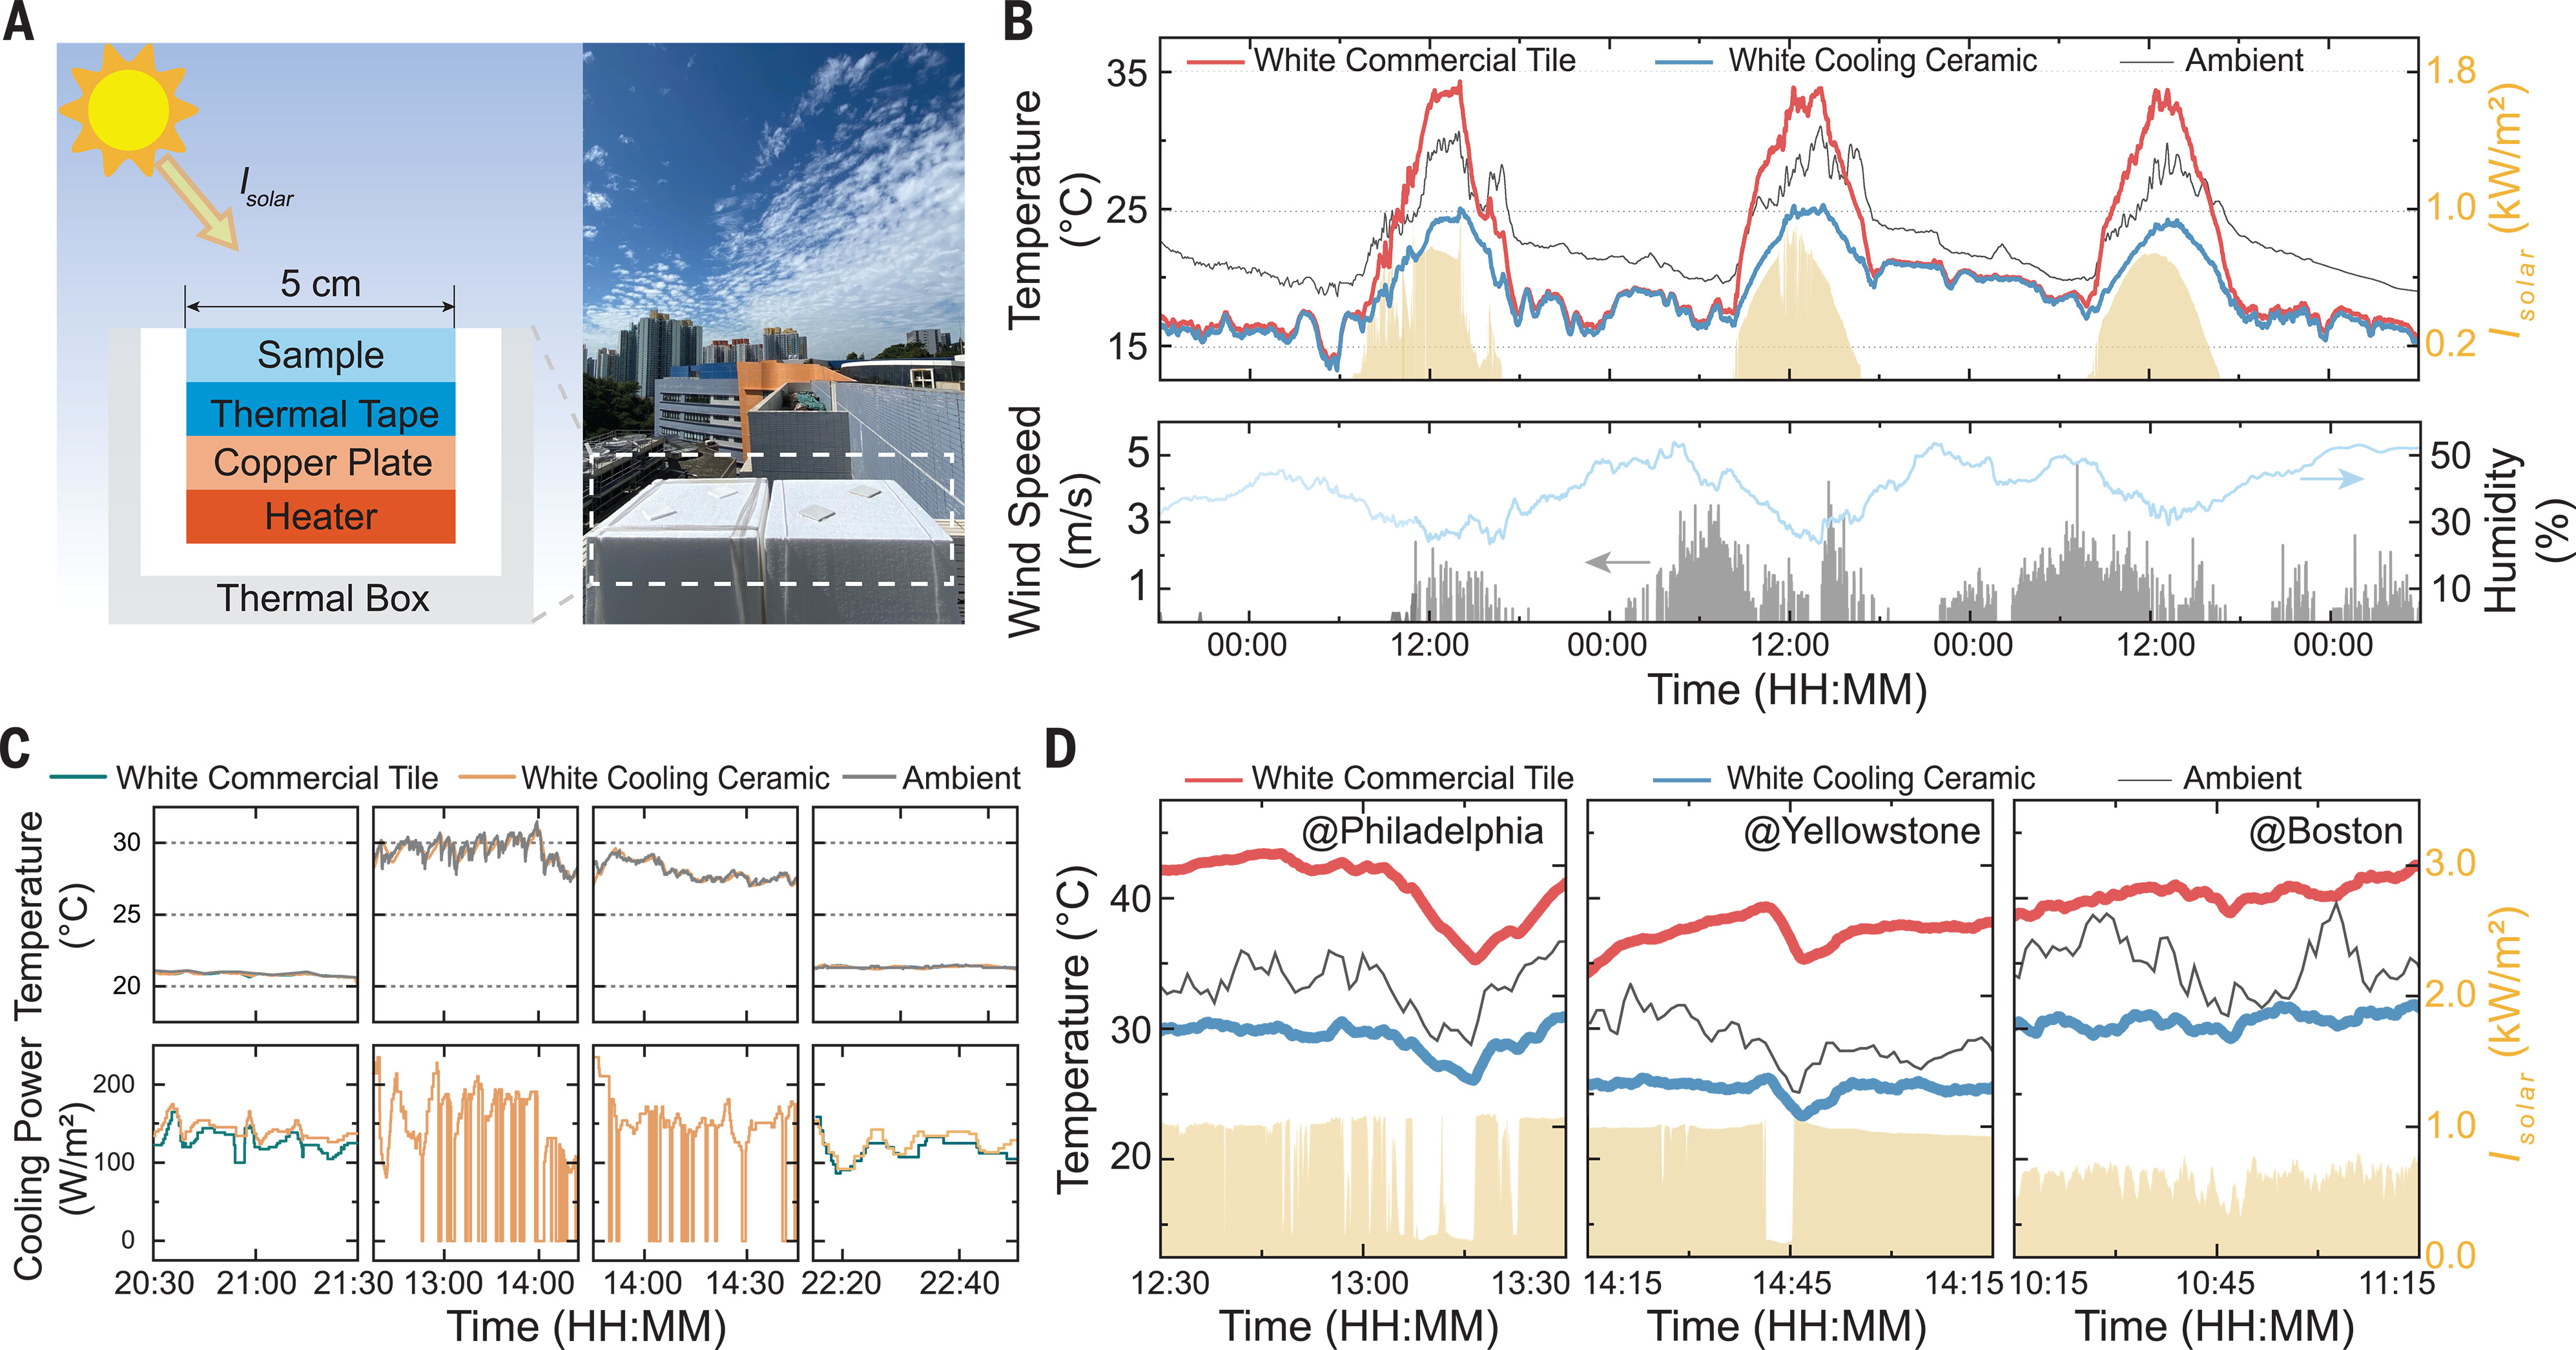 A
I solar
5 cm
Sample
Thermal Tape
Copper Plate
Heater
Thermal Box
B
White Commercial Tile White Cooling Ceramic Ambient
Temperature
(°C)
35
25
15
1.8
1.0
0.2
I solar (kW/m²)
Wind Speed
(m/s)
5
3
1
50
30
10
Humidity
(%)
00:00 12:00 00:00 12:00 00:00 12:00 00:00
Time (HH:MM)
C
White Commercial Tile White Cooling Ceramic Ambient
Temperature
(°C)
30
25
20
Cooling Power
(W/m²)
200
100
0
20:30 21:00 21:30 13:00 14:00 14:00 14:30 22:20 22:40
Time (HH:MM)
D
White Commercial Tile White Cooling Ceramic Ambient
@Philadelphia @Yellowstone @Boston
Temperature (°C)
40
30
20
3.0
2.0
1.0
0.0
I solar (kW/m²)
12:30 13:00 13:30 14:15 14:45 14:15 10:15 10:45 11:15
Time (HH:MM) Time (HH:MM) Time (HH:MM)